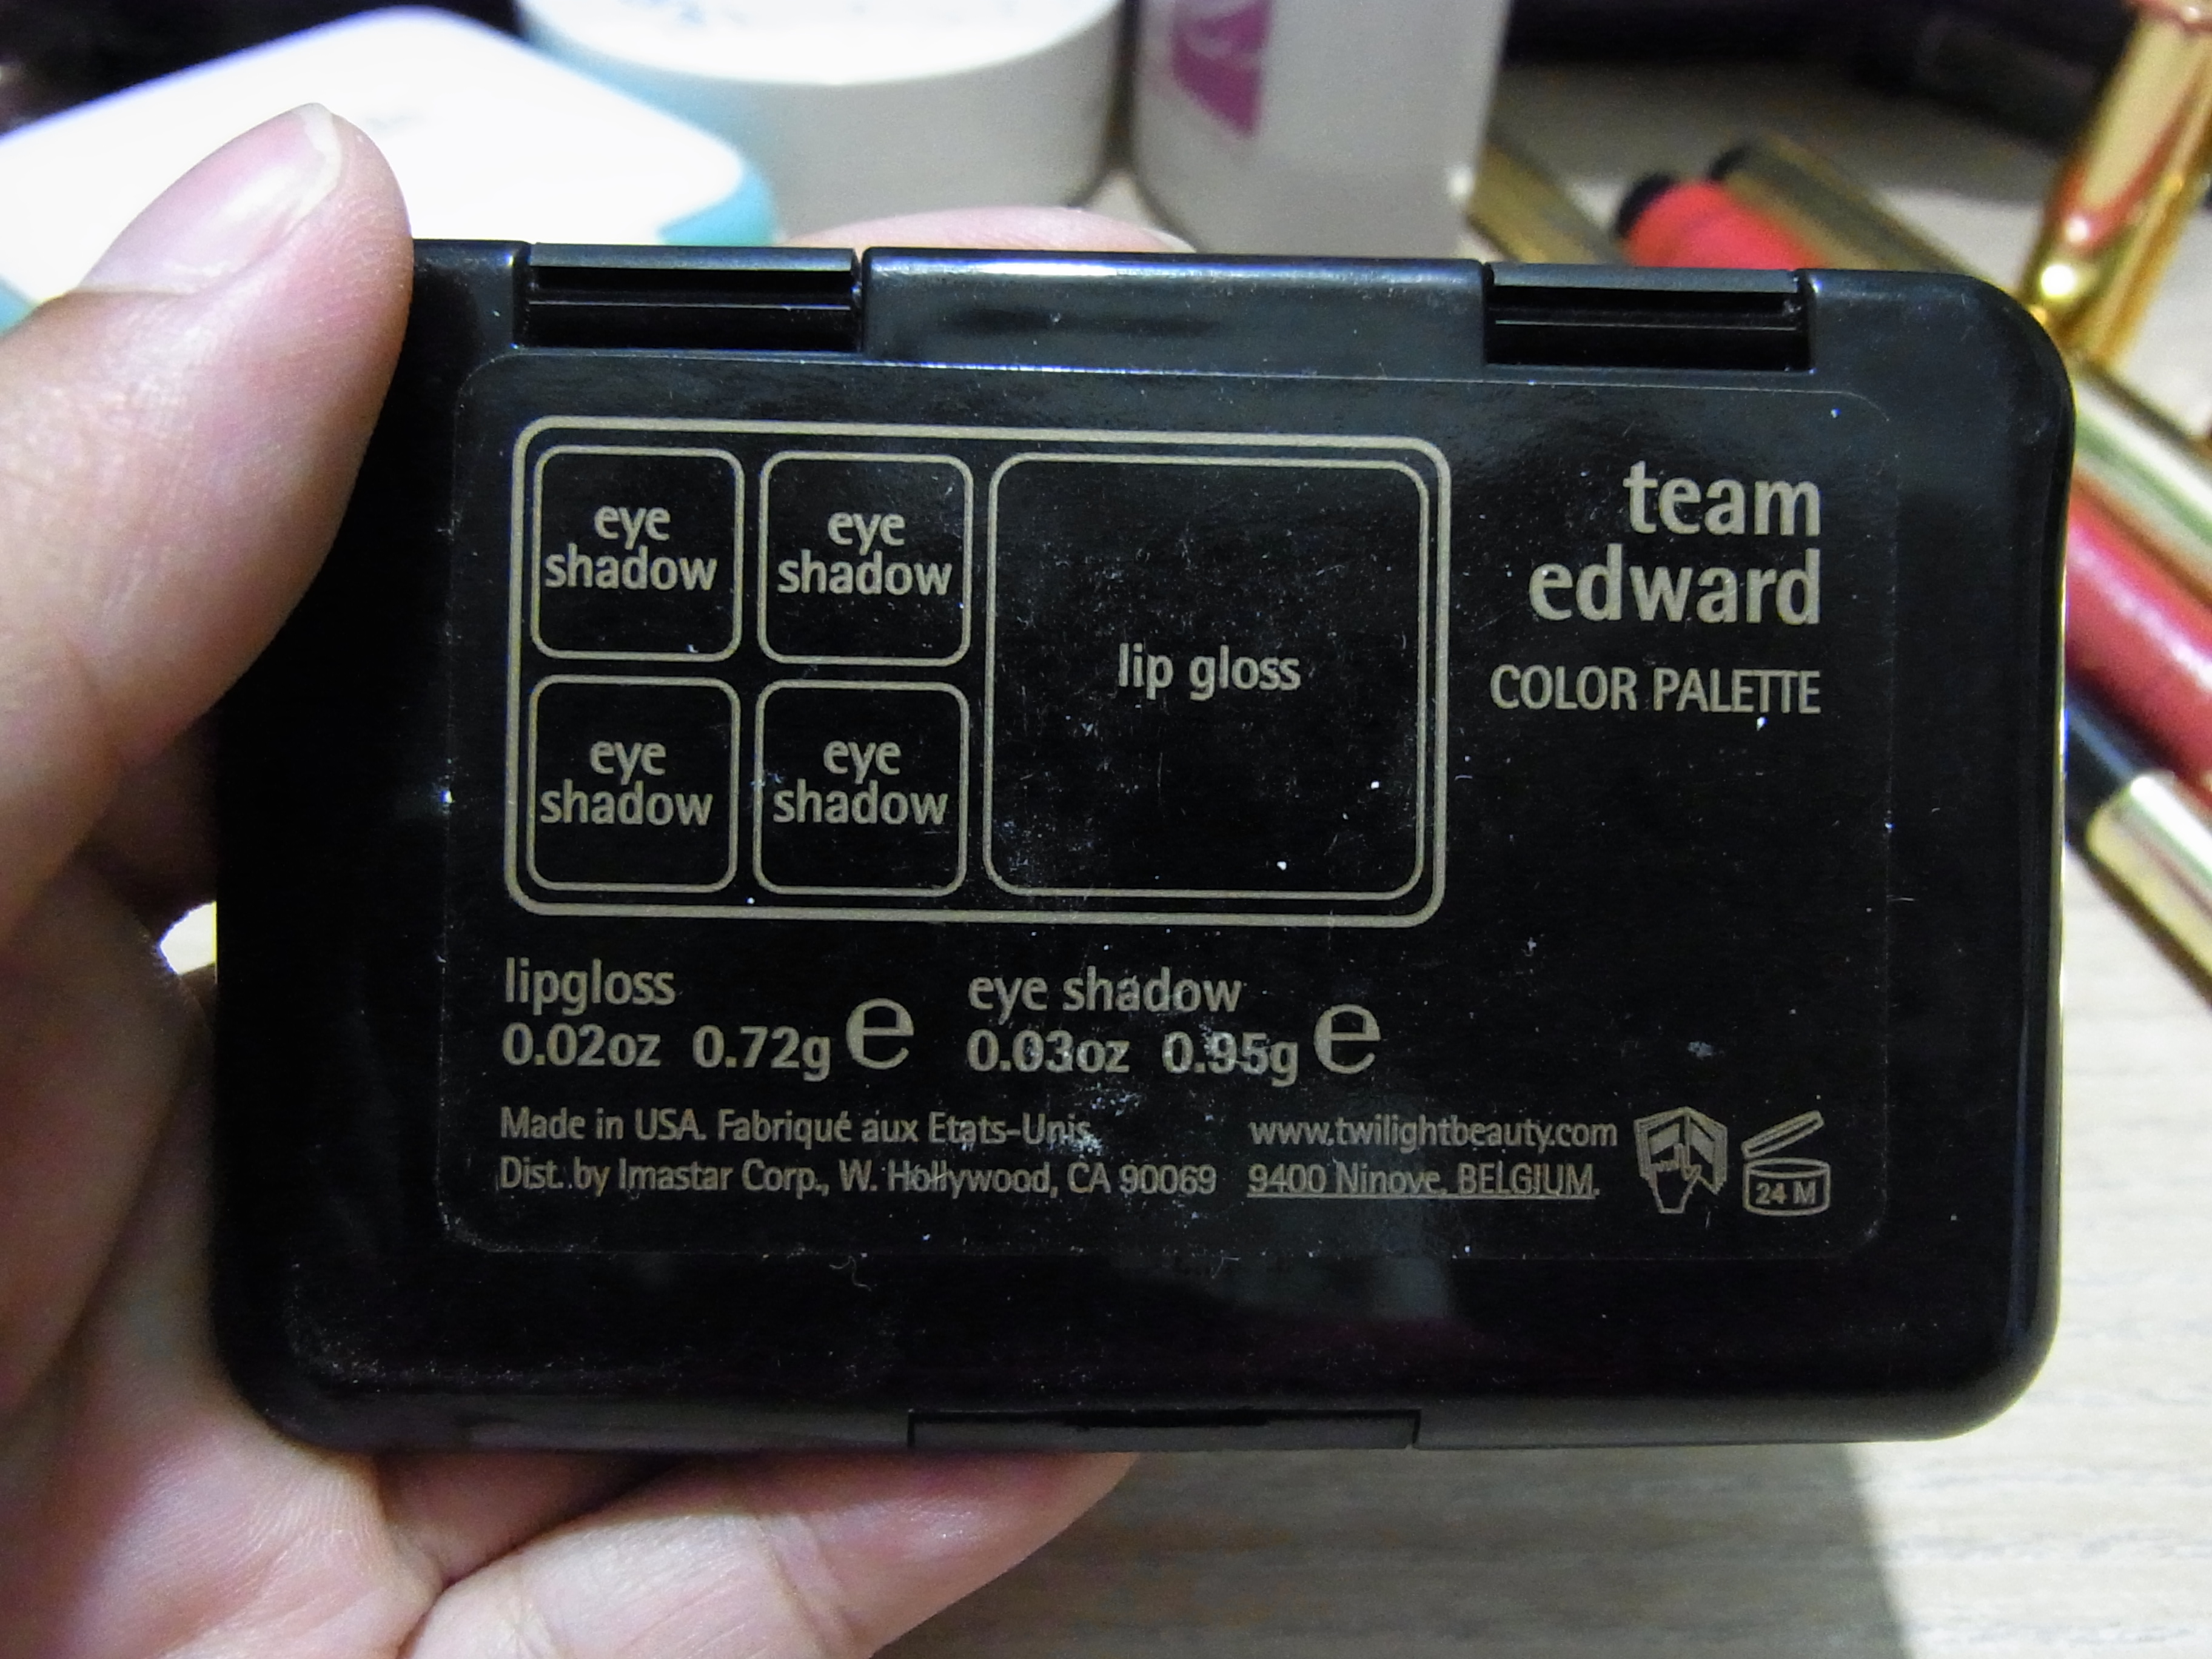 eye
shadow
eye
shadow
eye
shadow
eye
shadow
lip gloss
team
edward
COLOR PALETTE
lipgloss
0.02oz 0.72g e
eye shadow
0.03oz 0.95g e
Made in USA. Fabriqué aux Etats-Unis
Dist. by Imastar Corp., W. Hollywood, CA 90069
www.twilightbeauty.com
9400 Ninove, BELGIUM.
24 M